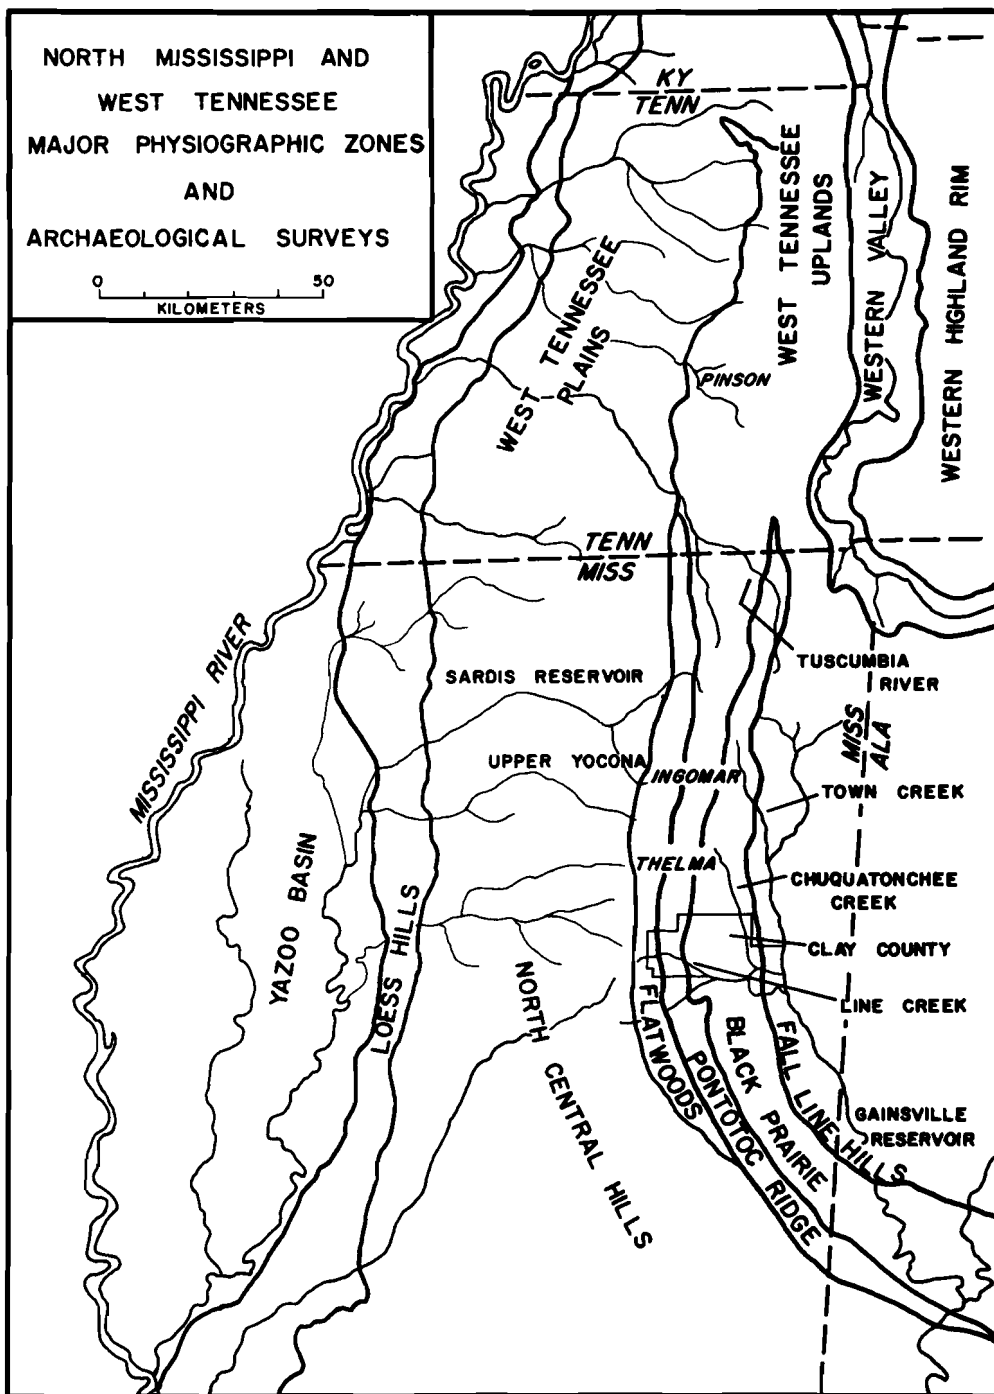 NORTH MISSISSIPPI AND
WEST TENNESSEE
MAJOR PHYSIOGRAPHIC ZONES
AND
ARCHAEOLOGICAL SURVEYS
0 50
KILOMETERS
KY
TENN
WEST TENNESSEE
UPLANDS
WESTERN VALLEY
WESTERN HIGHLAND RIM
WEST TENNESSEE
PLAINS
PINSON
TENN
MISS
MISSISSIPPI RIVER
SARDIS RESERVOIR
TUSCUMBIA
RIVER
MISS
ALA
UPPER YOCONA
INGOMAR
TOWN CREEK
THELMA
CHUQUATONCHEE
CREEK
YAZOO BASIN
LOESS HILLS
CLAY COUNTY
LINE CREEK
NORTH CENTRAL HILLS
FLATWOODS
PONTOTOC RIDGE
BLACK PRAIRIE
FALL LINE HILLS
GAINSVILLE
RESERVOIR